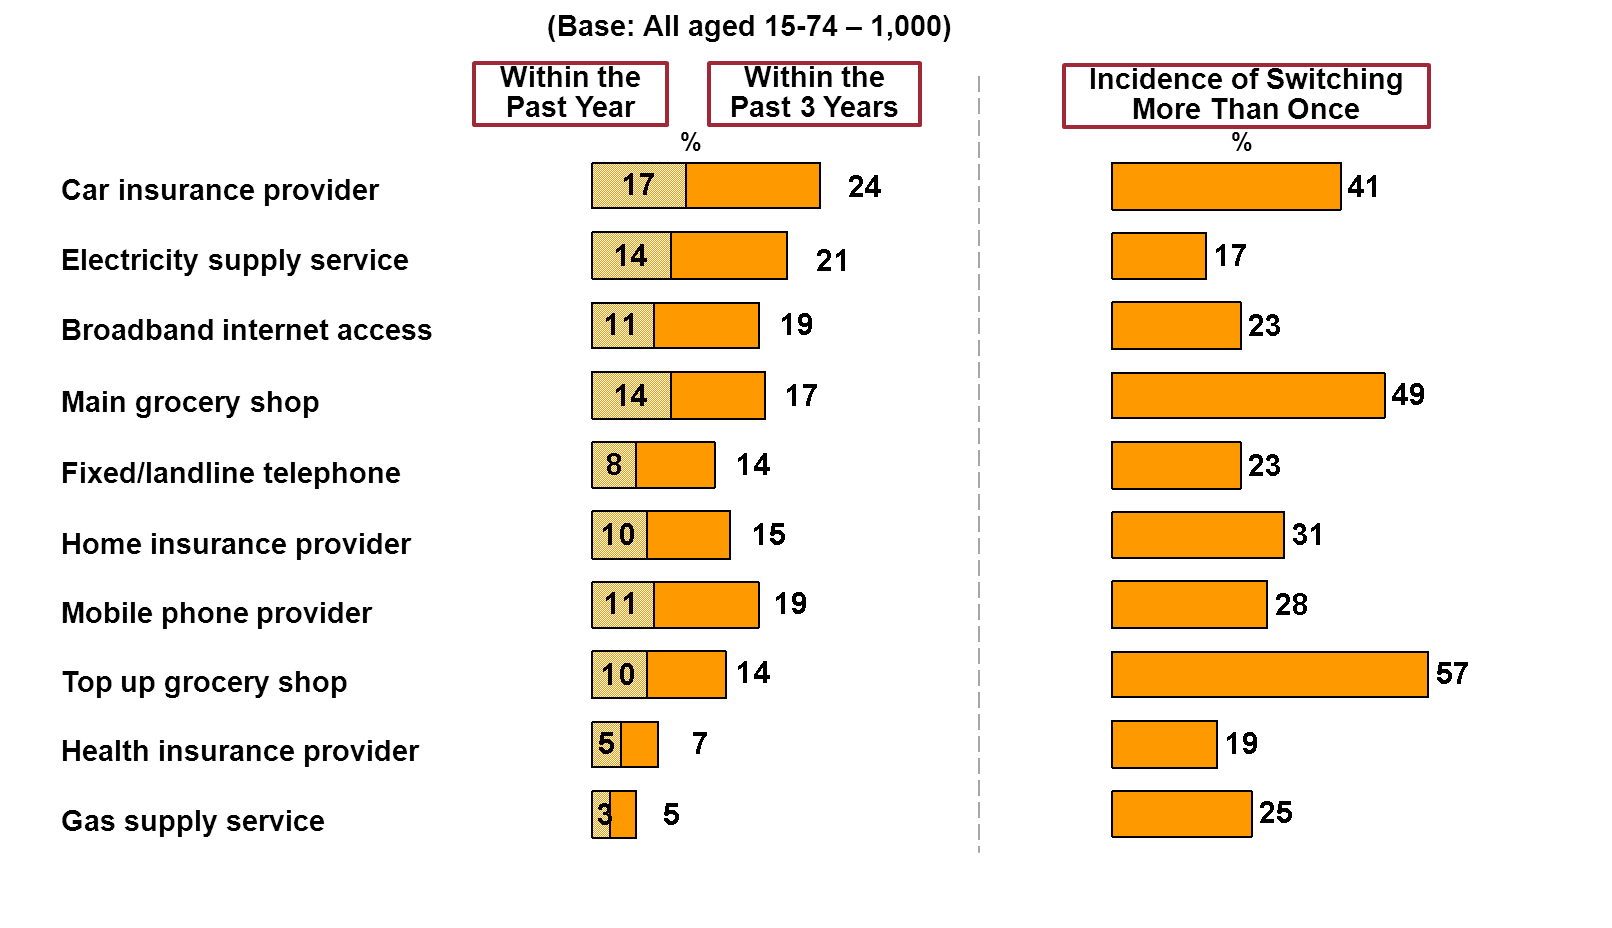 (Base: All aged 15-74 – 1,000)
Within the
Past Year
Within the
Past 3 Years
Incidence of Switching
More Than Once
%
%
Car insurance provider 17 24 41
Electricity supply service 14 21 17
Broadband internet access 11 19 23
Main grocery shop 14 17 49
Fixed/landline telephone 8 14 23
Home insurance provider 10 15 31
Mobile phone provider 11 19 28
Top up grocery shop 10 14 57
Health insurance provider 5 7 19
Gas supply service 3 5 25